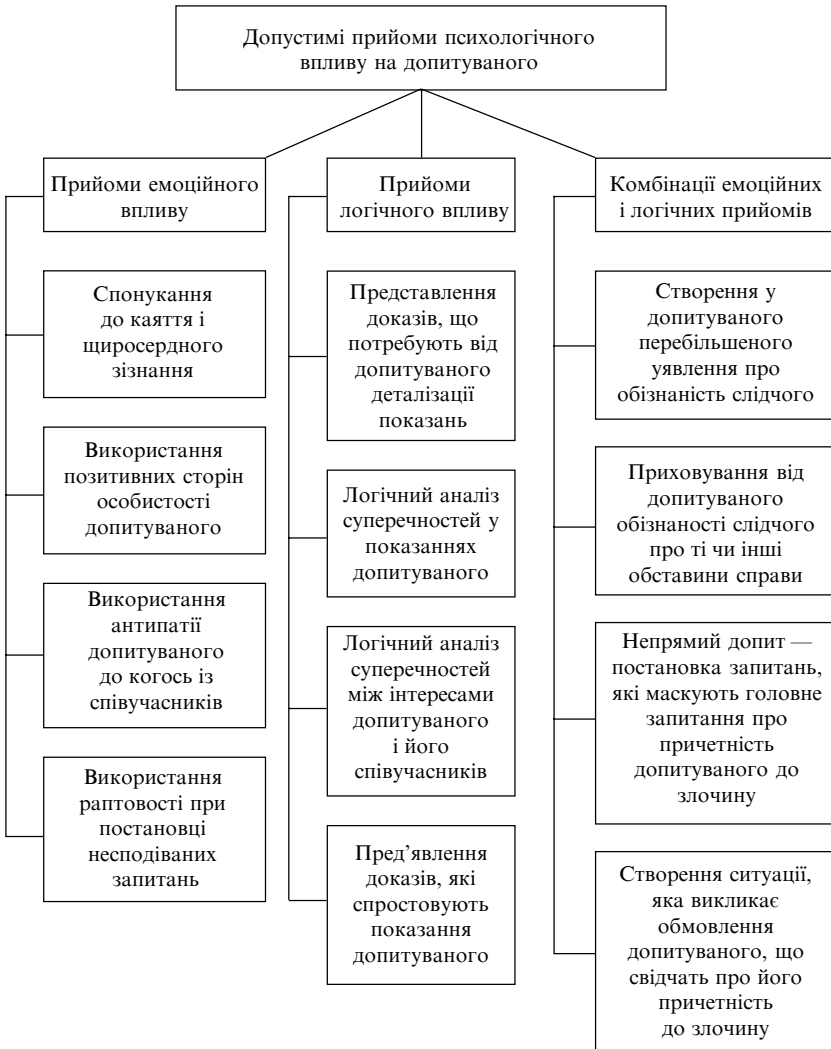 Допустимі прийоми психологічного
впливу на допитуваного
Прийоми емоційного
впливу
Спонукання
до каяття і
щиросердного
зізнання
Використання
позитивних сторін
особистості
допитуваного
Використання
антипатії
допитуваного
до когось із
співучасників
Використання
раптовості при
постановці
несподіваних
запитань
Прийоми
логічного впливу
Представлення
доказів, що
потребують від
допитуваного
деталізації
показань
Логічний аналіз
суперечностей у
показаннях
допитуваного
Логічний аналіз
суперечностей
між інтересами
допитуваного
і його
співучасників
Пред’явлення
доказів, які
спростовують
показання
допитуваного
Комбінації емоційних
і логічних прийомів
Створення у
допитуваного
перебільшеного
уявлення про
обізнаність слідчого
Приховування від
допитуваного
обізнаності слідчого
про ті чи інші
обставини справи
Непрямий допит —
постановка запитань,
які маскують головне
запитання про
причетність
допитуваного до
злочину
Створення ситуації,
яка викликає
обмовлення
допитуваного, що
свідчать про його
причетність
до злочину